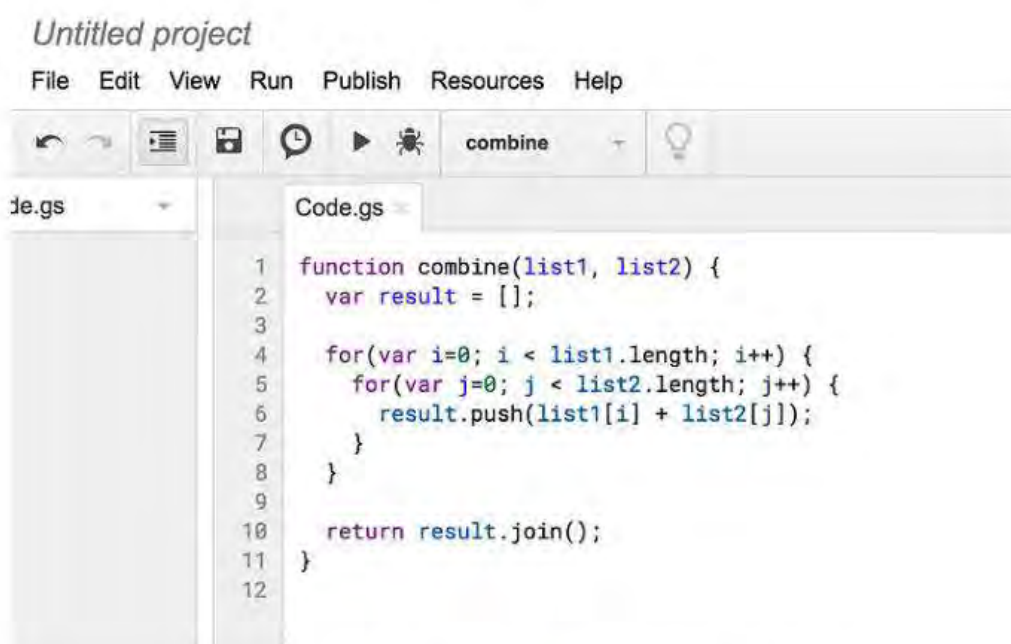 Untitled project
File Edit View Run Publish Resources Help
combine
de.gs
Code.gs
1 function combine(list1, list2) {
2 var result = [];
3
4 for(var i=0; i < list1.length; i++) {
5 for(var j=0; j < list2.length; j++) {
6 result.push(list1[i] + list2[j]);
7 }
8 }
9
10 return result.join();
11 }
12